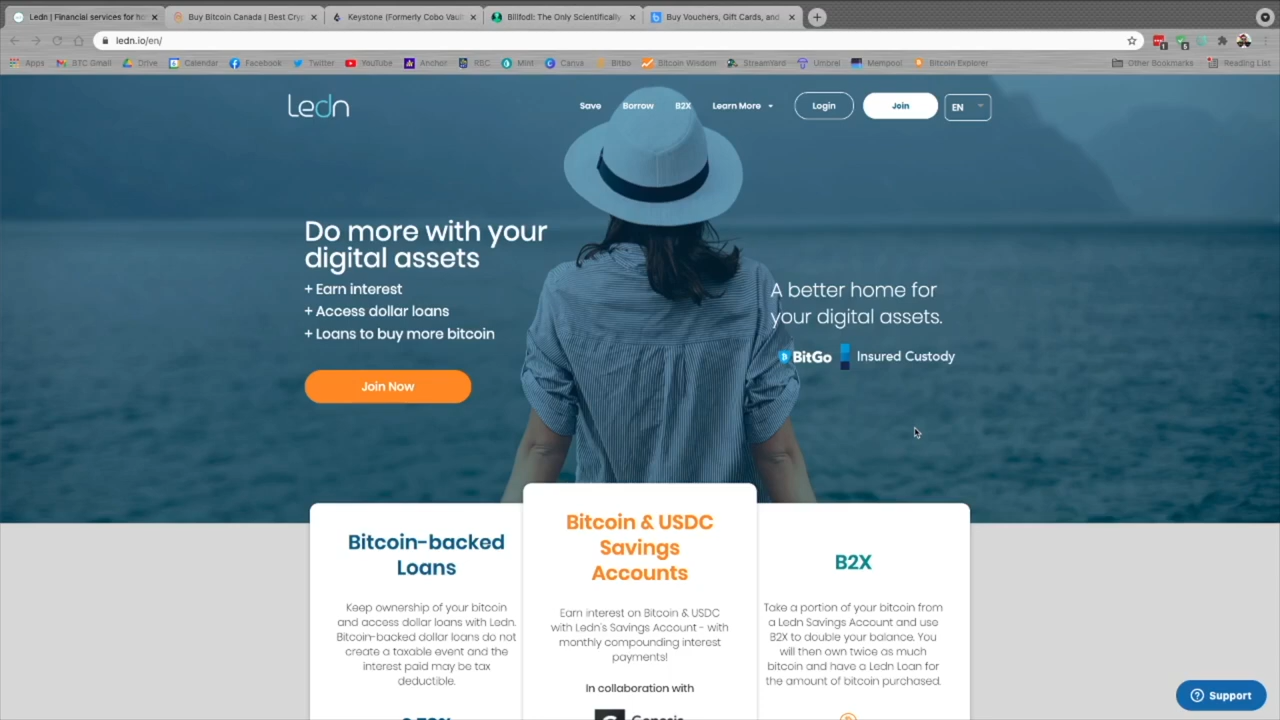 Ledn | Financial services for ho
Buy Bitcoin Canada | Best Cryp
Keystone (Formerly Cobo Vaul
Billfodl: The Only Scientifically
Buy Vouchers, Gift Cards, and
ledn.io/en/
Apps
BTC Gmail
Drive
Calendar
Facebook
Twitter
YouTube
Anchor
RBC
Mint
Canva
Bitbo
Bitcoin Wisdom
StreamYard
Umbrel
Mempool
Bitcoin Explorer
Other Bookmarks
Reading List
Ledn
Save
Borrow
B2X
Learn More
Login
Join
EN
Do more with your
digital assets
+ Earn interest
+ Access dollar loans
+ Loans to buy more bitcoin
Join Now
A better home for
your digital assets.
BitGo
Insured Custody
Bitcoin-backed
Loans
Keep ownership of your bitcoin
and access dollar loans with Ledn.
Bitcoin-backed dollar loans do not
create a taxable event and the
interest paid may be tax
deductible.
Bitcoin & USDC
Savings
Accounts
Earn interest on Bitcoin & USDC
with Ledn's Savings Account - with
monthly compounding interest
payments!
In collaboration with
Genesis
B2X
Take a portion of your bitcoin from
a Ledn Savings Account and use
B2X to double your balance. You
will then own twice as much
bitcoin and have a Ledn Loan for
the amount of bitcoin purchased.
Support